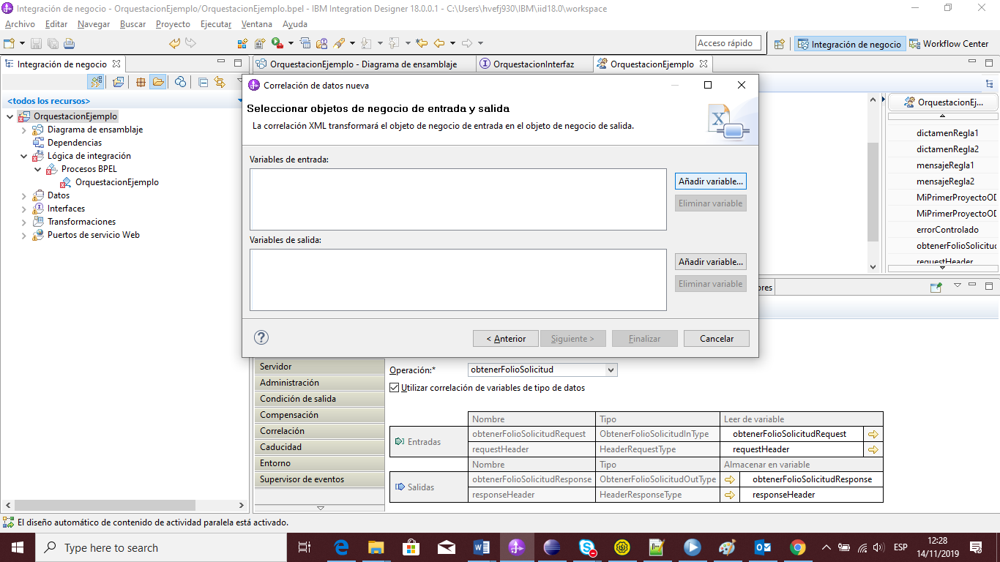 Integración de negocio - OrquestacionEjemplo/OrquestacionEjemplo.bpel - IBM Integration Designer 18.0.0.1 - C:\Users\hvefj930\IBM\iid18.0\workspace
Archivo Editar Navegar Buscar Proyecto Ejecutar Ventana Ayuda
Acceso rápido
Integración de negocio
Workflow Center
Integración de negocio
OrquestacionEjemplo - Diagrama de ensamblaje
OrquestacionInterfaz
OrquestacionEjemplo
<todos los recursos>
OrquestacionEjemplo
Diagrama de ensamblaje
Dependencias
Lógica de integración
Procesos BPEL
OrquestacionEjemplo
Datos
Interfaces
Transformaciones
Puertos de servicio Web
Correlación de datos nueva
Seleccionar objetos de negocio de entrada y salida
La correlación XML transformará el objeto de negocio de entrada en el objeto de negocio de salida.
Variables de entrada:
Añadir variable...
Eliminar variable
Variables de salida:
Añadir variable...
Eliminar variable
< Anterior
Siguiente >
Finalizar
Cancelar
OrquestacionEj...
dictamenRegla1
dictamenRegla2
mensajeRegla1
mensajeRegla2
MiPrimerProyectoOD
MiPrimerProyectoOD
errorControlado
obtenerFolioSolicituc
requestHeader
ores
Servidor
Administración
Condición de salida
Compensación
Correlación
Caducidad
Entorno
Supervisor de eventos
Operación:* obtenerFolioSolicitud
Utilizar correlación de variables de tipo de datos
Nombre Tipo Leer de variable
Entradas
obtenerFolioSolicitudRequest ObtenerFolioSolicitudInType obtenerFolioSolicitudRequest
requestHeader HeaderRequestType requestHeader
Nombre Tipo Almacenar en variable
Salidas
obtenerFolioSolicitudResponse ObtenerFolioSolicitudOutType obtenerFolioSolicitudResponse
responseHeader HeaderResponseType responseHeader
El diseño automático de contenido de actividad paralela está activado.
Type here to search
ESP
12:28
14/11/2019